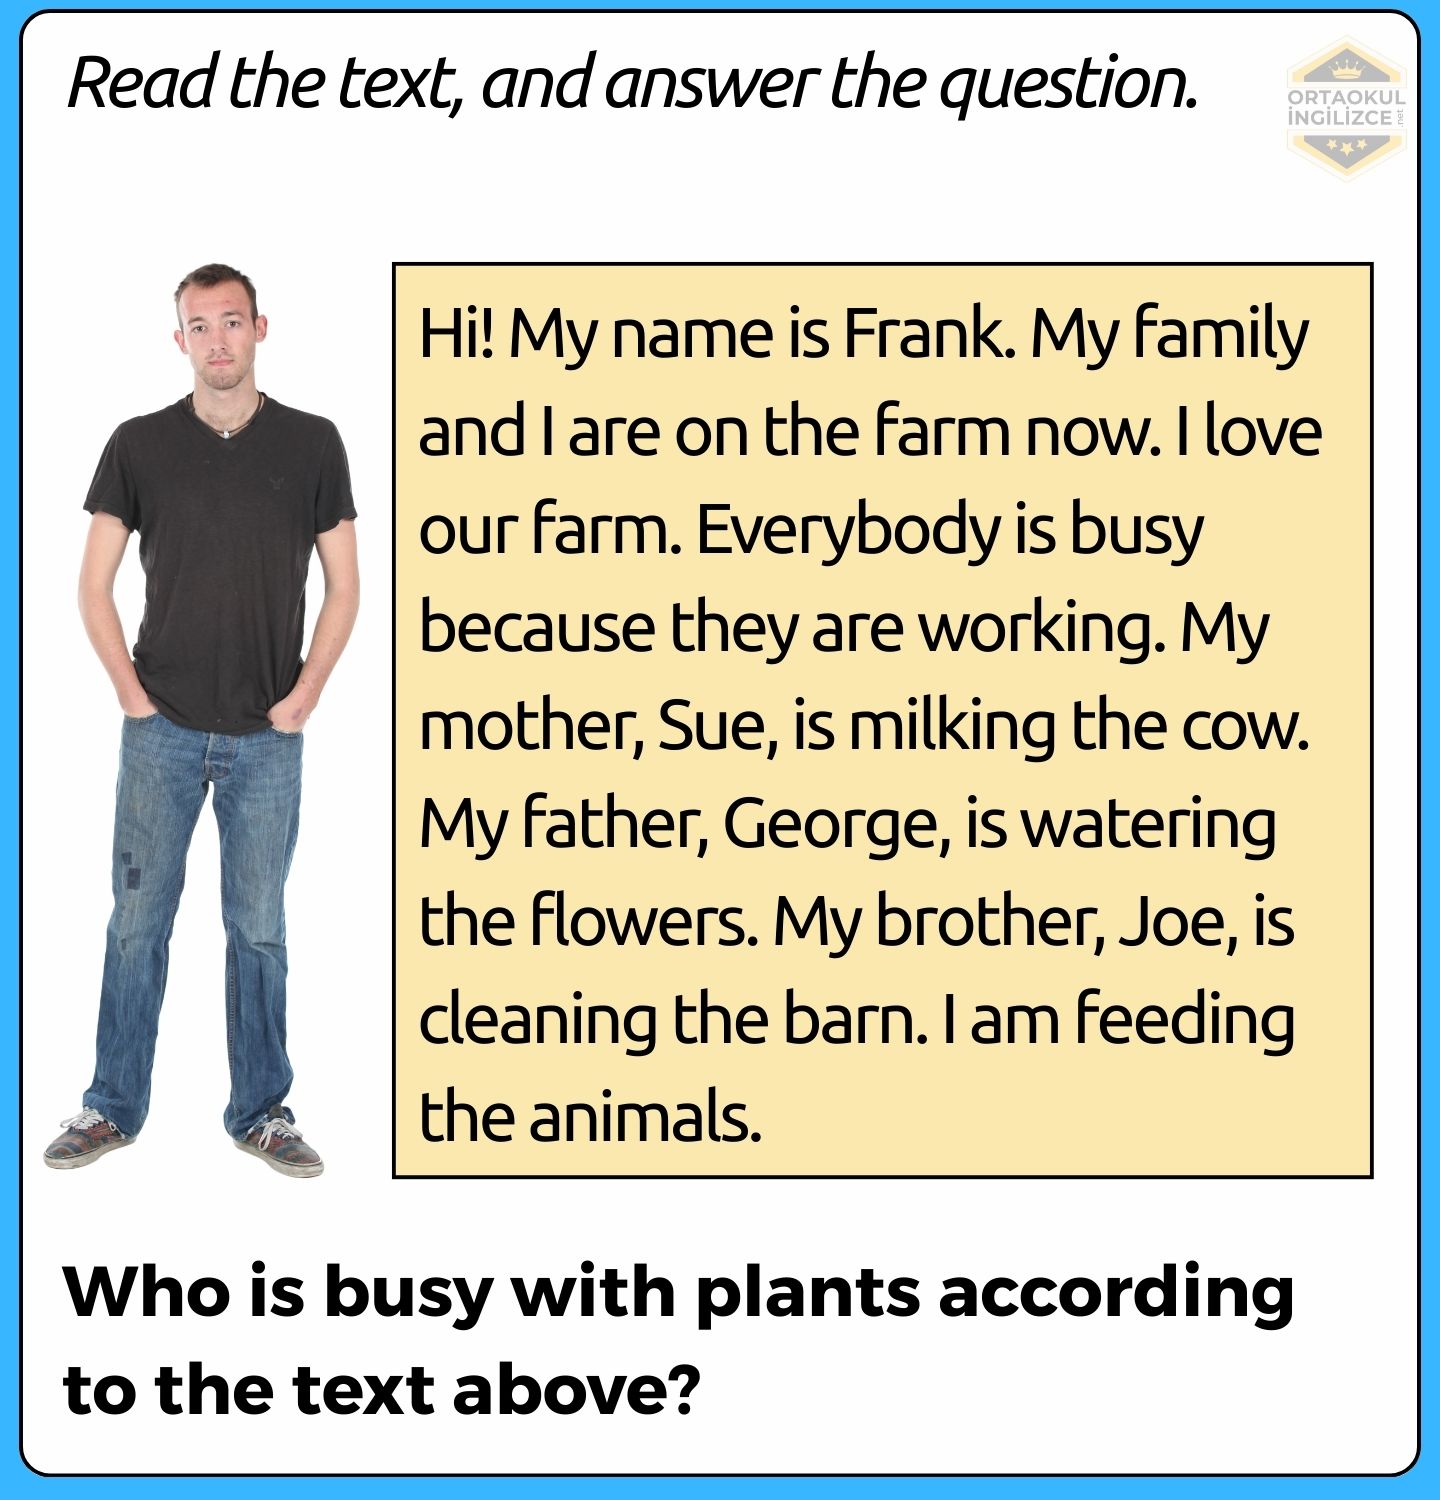 Read the text, and answer the question.
ORTAOKUL
İNGİLİZCE .net
Hi! My name is Frank. My family
and I are on the farm now. I love
our farm. Everybody is busy
because they are working. My
mother, Sue, is milking the cow.
My father, George, is watering
the flowers. My brother, Joe, is
cleaning the barn. I am feeding
the animals.
Who is busy with plants according
to the text above?